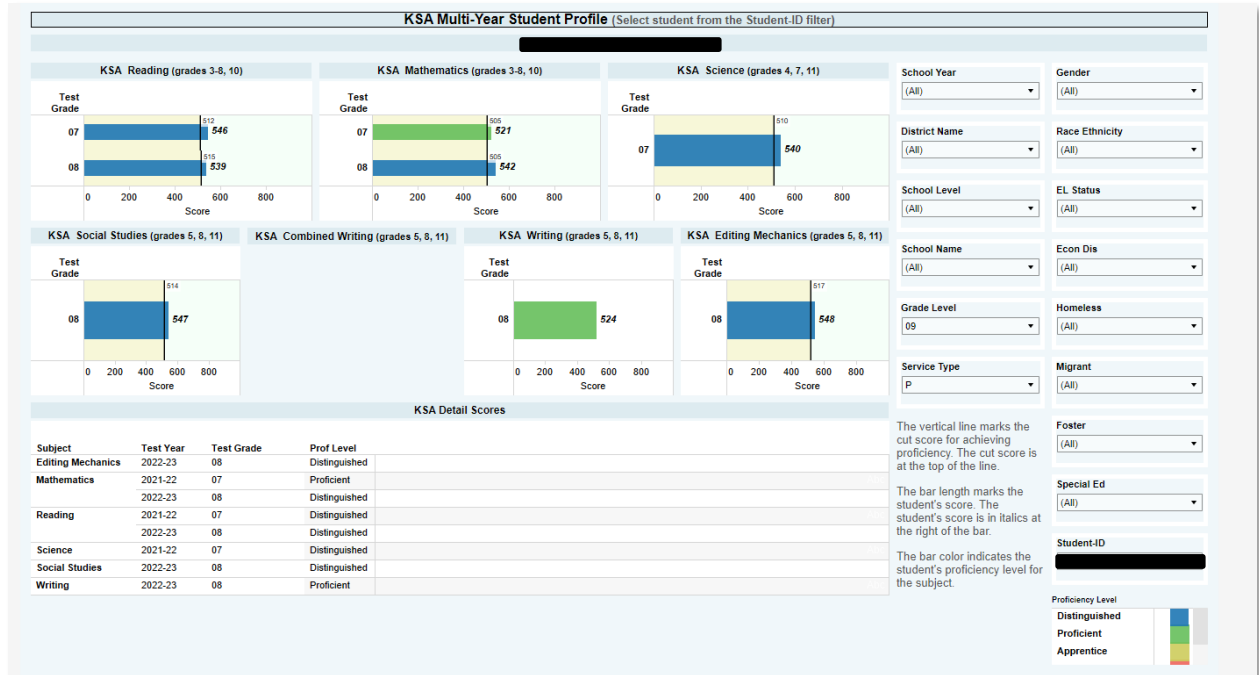 KSA Multi-Year Student Profile (Select student from the Student-ID filter)
KSA Reading (grades 3-8, 10)
Test
Grade
07
512
546
08
515
539
0 200 400 600 800
Score
KSA Mathematics (grades 3-8, 10)
Test
Grade
07
505
521
08
505
542
0 200 400 600 800
Score
KSA Science (grades 4, 7, 11)
Test
Grade
07
510
540
0 200 400 600 800
Score
KSA Social Studies (grades 5, 8, 11)
Test
Grade
08
514
547
0 200 400 600 800
Score
KSA Combined Writing (grades 5, 8, 11)
KSA Writing (grades 5, 8, 11)
Test
Grade
08
524
0 200 400 600 800
Score
KSA Editing Mechanics (grades 5, 8, 11)
Test
Grade
08
517
548
0 200 400 600 800
Score
KSA Detail Scores
Subject Test Year Test Grade Prof Level
Editing Mechanics 2022-23 08 Distinguished
Mathematics 2021-22 07 Proficient
2022-23 08 Distinguished
Reading 2021-22 07 Distinguished
2022-23 08 Distinguished
Science 2021-22 07 Distinguished
Social Studies 2022-23 08 Distinguished
Writing 2022-23 08 Proficient
School Year
(All)
District Name
(All)
School Level
(All)
School Name
(All)
Grade Level
09
Service Type
P
The vertical line marks the
cut score for achieving
proficiency. The cut score is
at the top of the line.
The bar length marks the
student's score. The
student's score is in italics at
the right of the bar.
The bar color indicates the
student's proficiency level for
the subject.
Gender
(All)
Race Ethnicity
(All)
EL Status
(All)
Econ Dis
(All)
Homeless
(All)
Migrant
(All)
Foster
(All)
Special Ed
(All)
Student-ID
Proficiency Level
Distinguished
Proficient
Apprentice